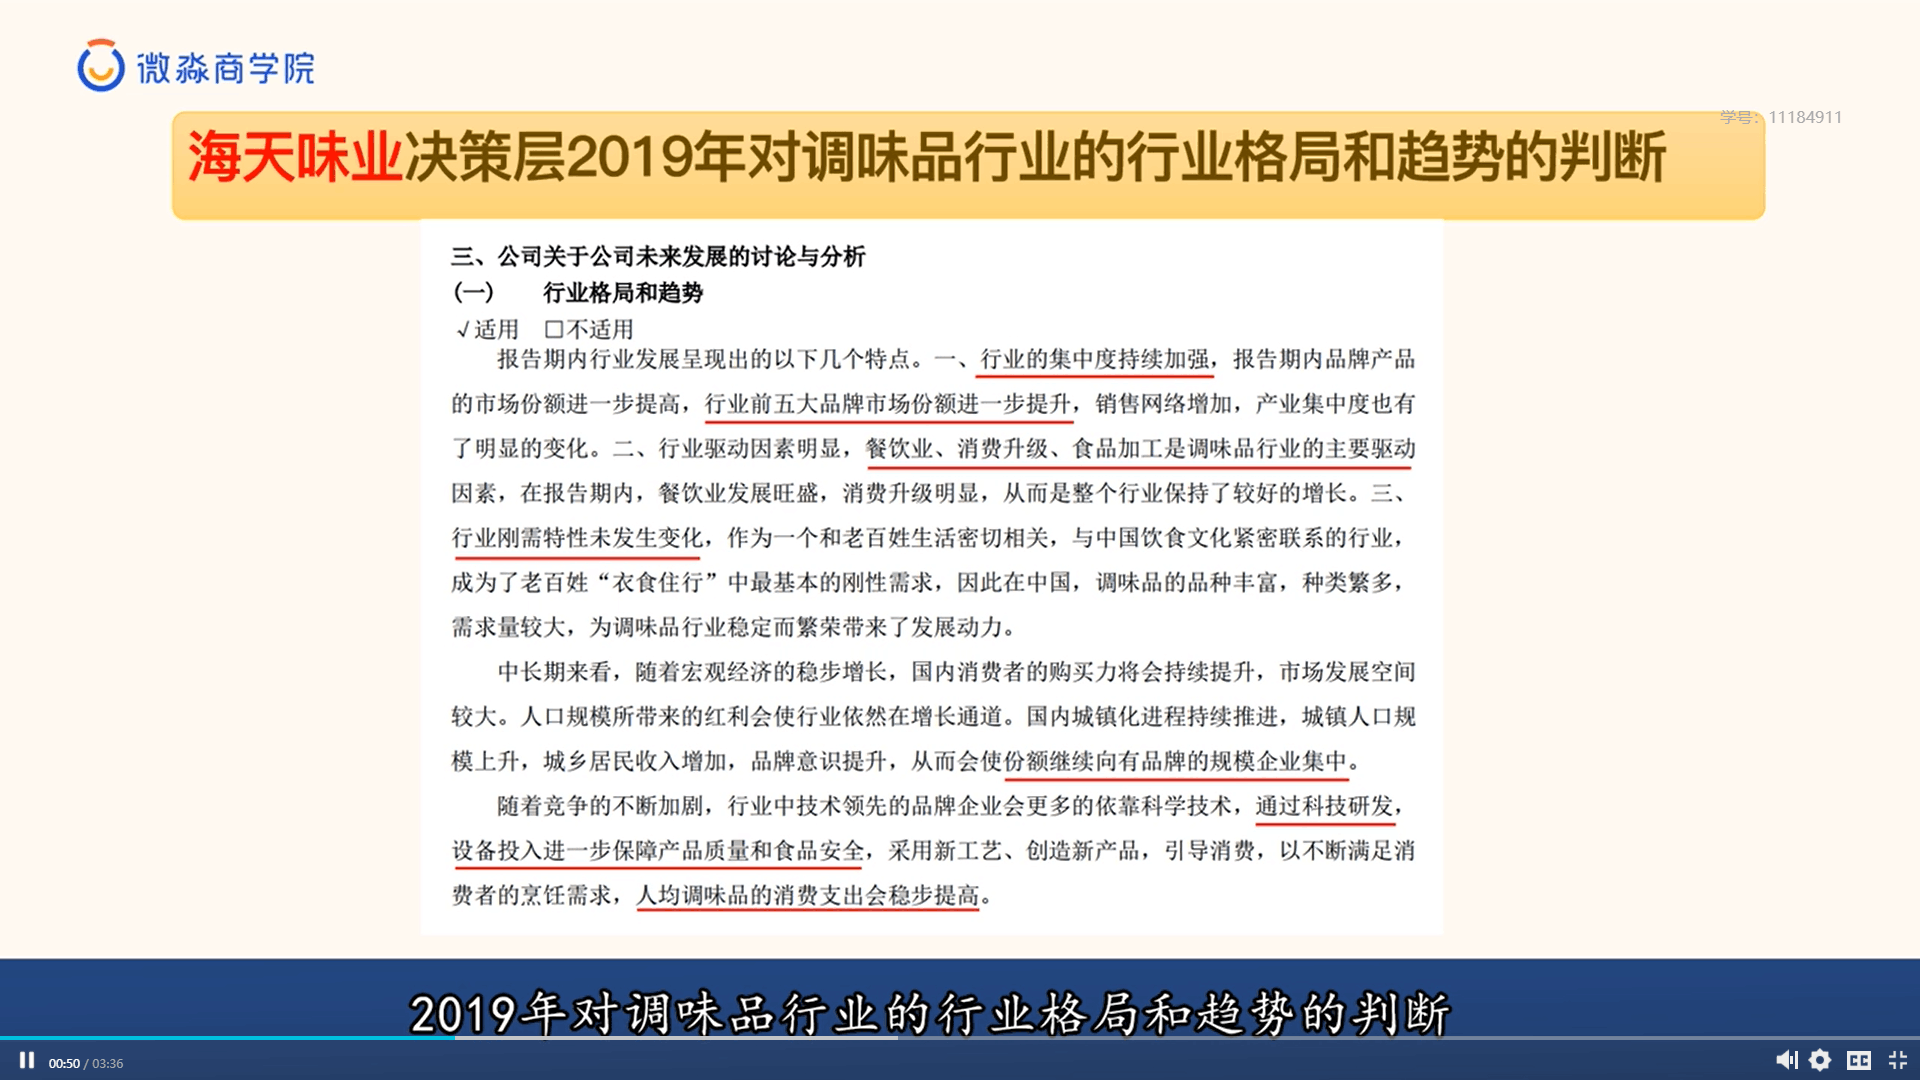 微淼商学院
学号：11184911
海天味业决策层2019年对调味品行业的行业格局和趋势的判断
三、公司关于公司未来发展的讨论与分析
(一) 行业格局和趋势
√适用 □不适用
报告期内行业发展呈现出的以下几个特点。一、行业的集中度持续加强，报告期内品牌产品
的市场份额进一步提高，行业前五大品牌市场份额进一步提升，销售网络增加，产业集中度也有
了明显的变化。二、行业驱动因素明显，餐饮业、消费升级、食品加工是调味品行业的主要驱动
因素，在报告期内，餐饮业发展旺盛，消费升级明显，从而是整个行业保持了较好的增长。三、
行业刚需特性未发生变化，作为一个和老百姓生活密切相关，与中国饮食文化紧密联系的行业，
成为了老百姓“衣食住行”中最基本的刚性需求，因此在中国，调味品的品种丰富，种类繁多，
需求量较大，为调味品行业稳定而繁荣带来了发展动力。
中长期来看，随着宏观经济的稳步增长，国内消费者的购买力将会持续提升，市场发展空间
较大。人口规模所带来的红利会使行业依然在增长通道。国内城镇化进程持续推进，城镇人口规
模上升，城乡居民收入增加，品牌意识提升，从而会使份额继续向有品牌的规模企业集中。
随着竞争的不断加剧，行业中技术领先的品牌企业会更多的依靠科学技术，通过科技研发，
设备投入进一步保障产品质量和食品安全，采用新工艺、创造新产品，引导消费，以不断满足消
费者的烹饪需求，人均调味品的消费支出会稳步提高。
2019年对调味品行业的行业格局和趋势的判断
00:50 / 03:36
CC